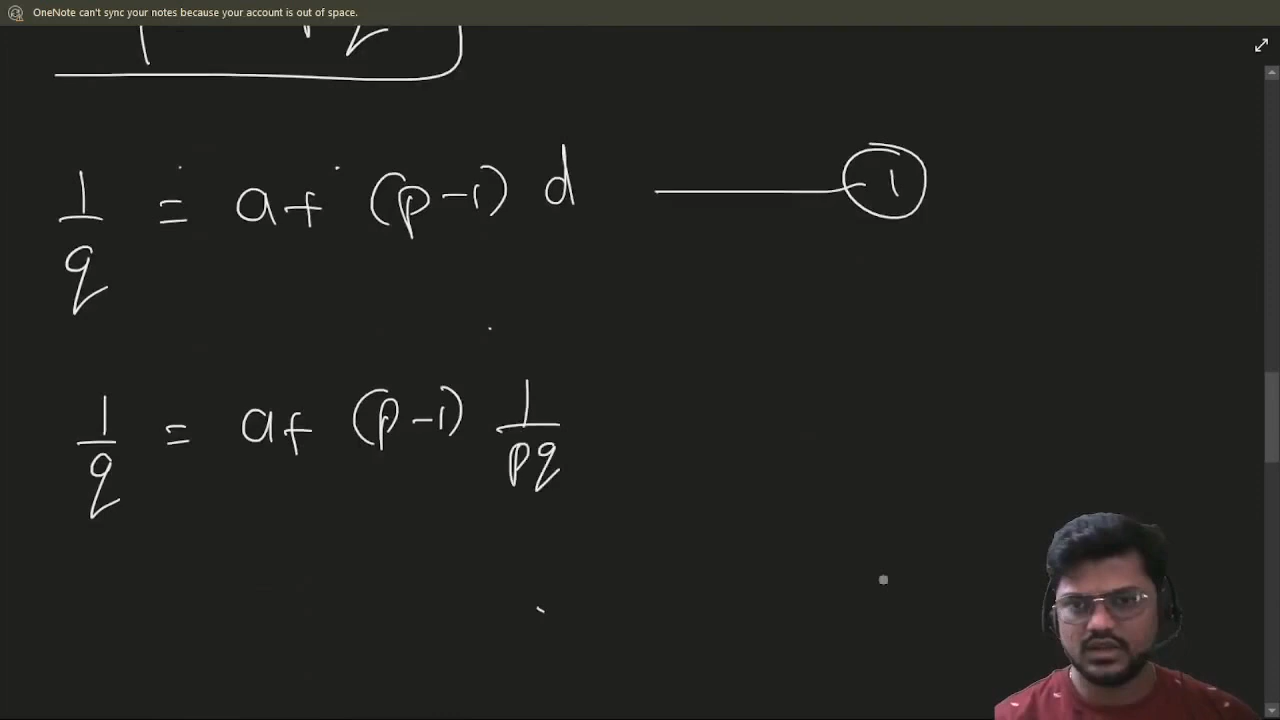 OneNote can't sync your notes because your account is out of space.
1/q = a+ (p-1) d ——— 1
1/q = a+ (p-1) 1/pq